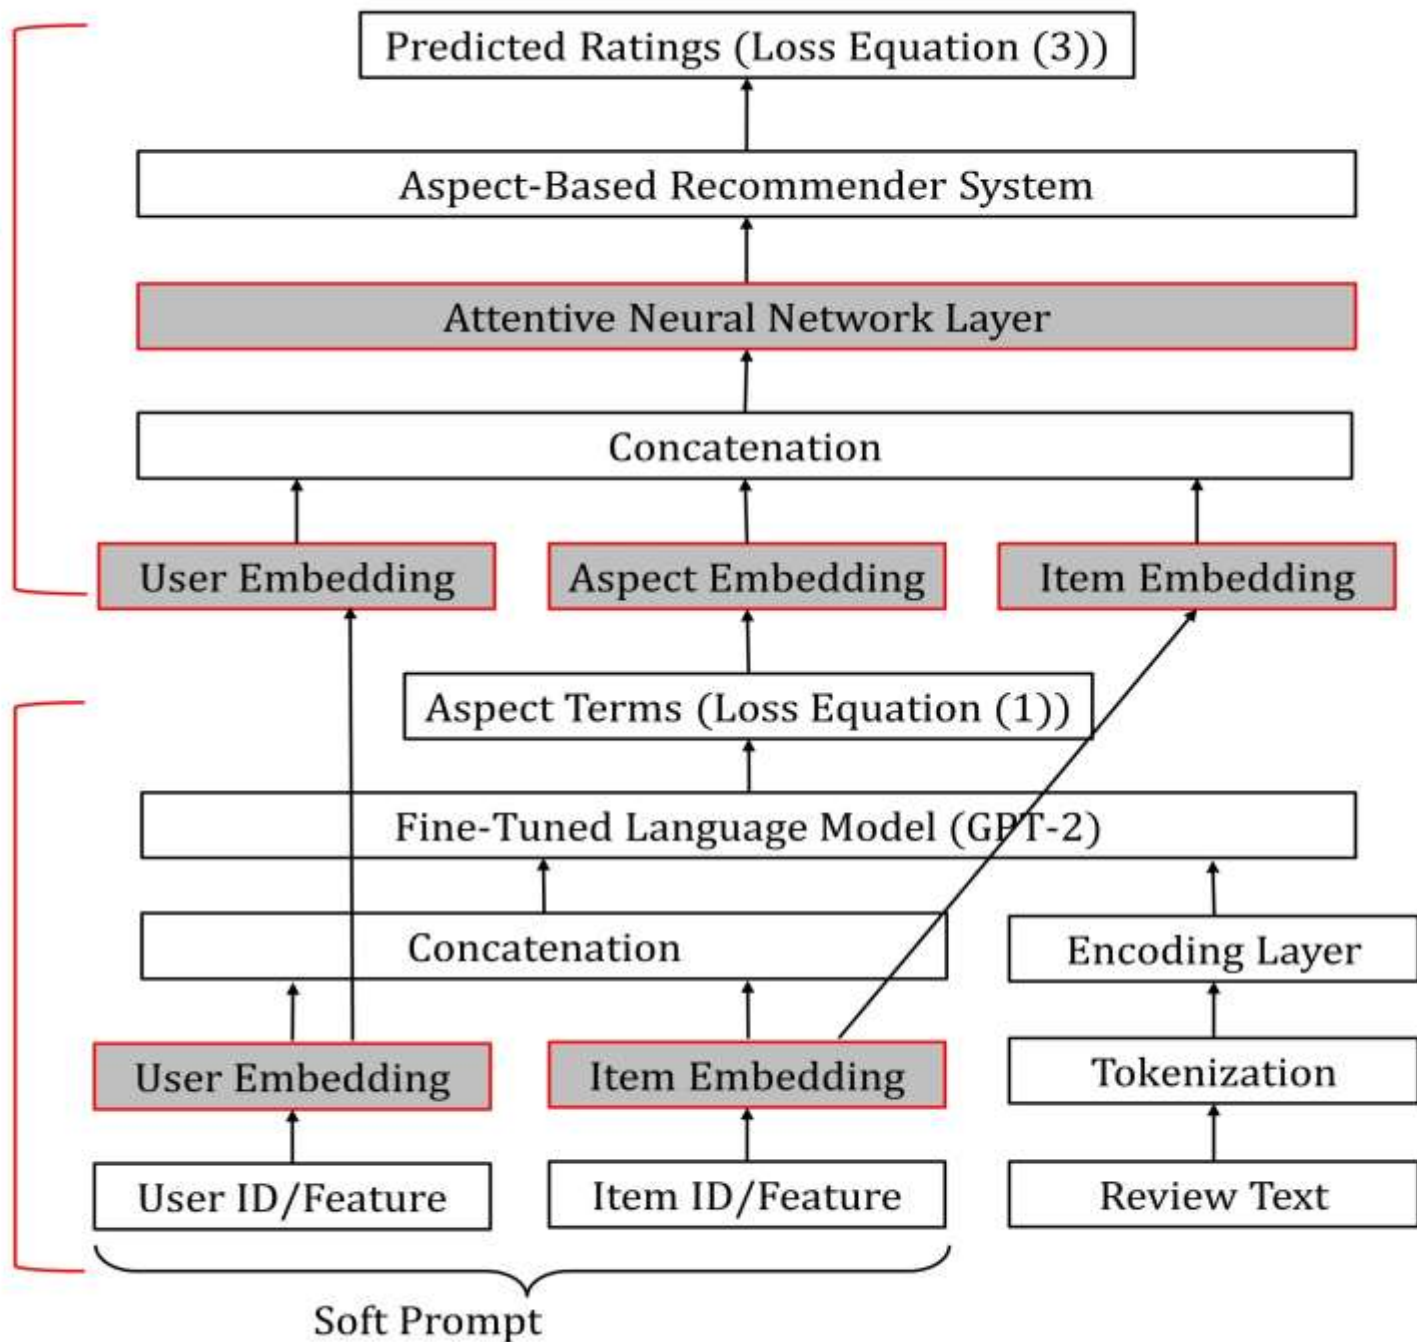 Predicted Ratings (Loss Equation (3))
Aspect-Based Recommender System
Attentive Neural Network Layer
Concatenation
User Embedding
Aspect Embedding
Item Embedding
Aspect Terms (Loss Equation (1))
Fine-Tuned Language Model (GPT-2)
Concatenation
Encoding Layer
User Embedding
Item Embedding
Tokenization
User ID/Feature
Item ID/Feature
Review Text
Soft Prompt